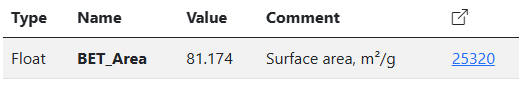 Type Name Value Comment
Float BET_Area 81.174 Surface area, m²/g 25320